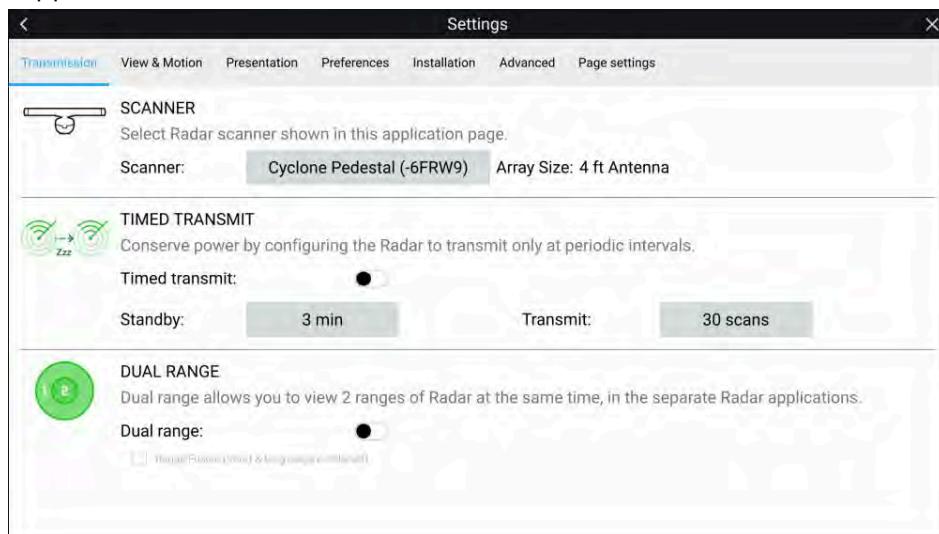 Settings
Transmission View & Motion Presentation Preferences Installation Advanced Page settings
SCANNER
Select Radar scanner shown in this application page.
Scanner: Cyclone Pedestal (-6FRW9) Array Size: 4 ft Antenna
TIMED TRANSMIT
Zzz
Conserve power by configuring the Radar to transmit only at periodic intervals.
Timed transmit:
Standby: 3 min Transmit: 30 scans
DUAL RANGE
1 2
Dual range allows you to view 2 ranges of Radar at the same time, in the separate Radar applications.
Dual range: